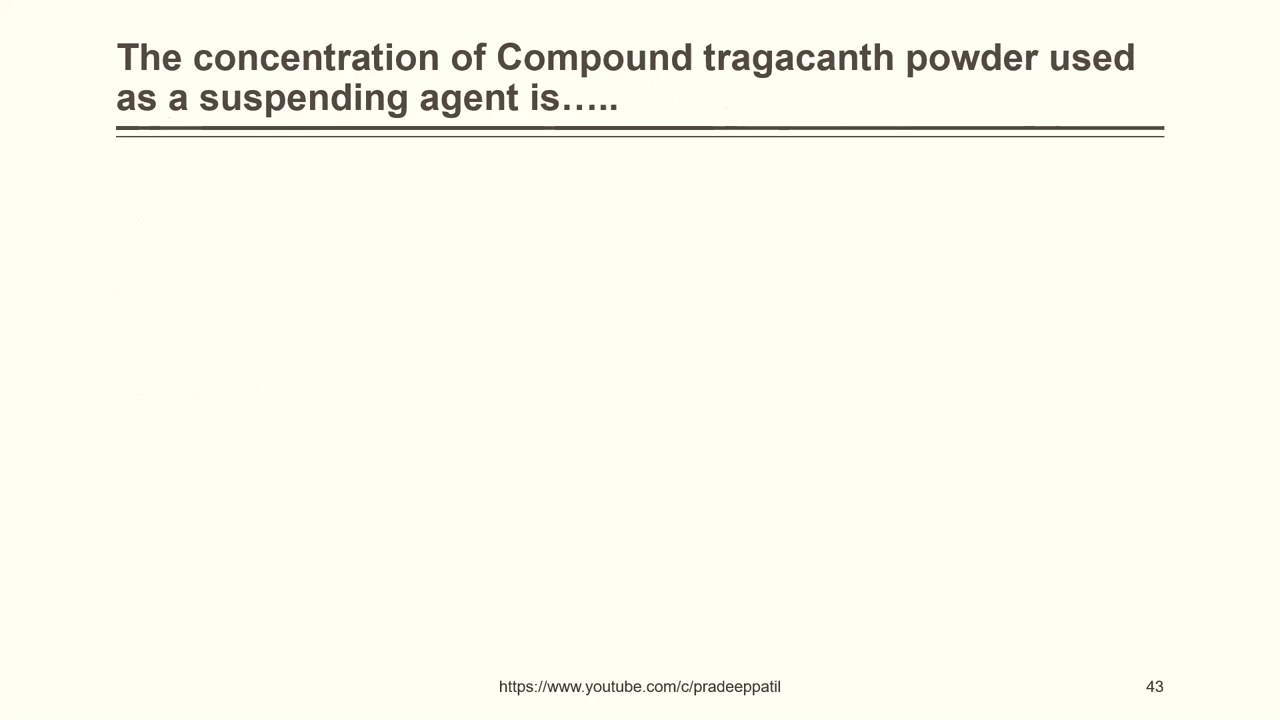 The concentration of Compound tragacanth powder used
as a suspending agent is…..
https://www.youtube.com/c/pradeeppatil
43